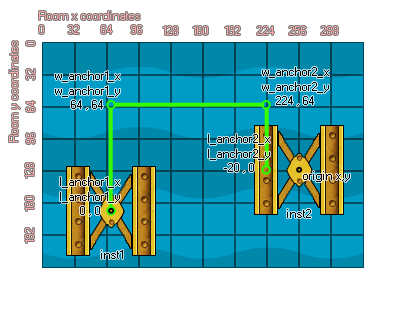 Room x coordinates
0 32 64 96 128 160 192 224 256 288
Room y coordinates
0
32
64
96
128
160
192
w_anchor1_x
w_anchor1_y
64 , 64
w_anchor2_x
w_anchor2_y
224 , 64
l_anchor2_x
l_anchor2_y
-20 , 0
origin x,y
inst2
l_anchor1_x
l_anchor1_y
0 , 0
inst1